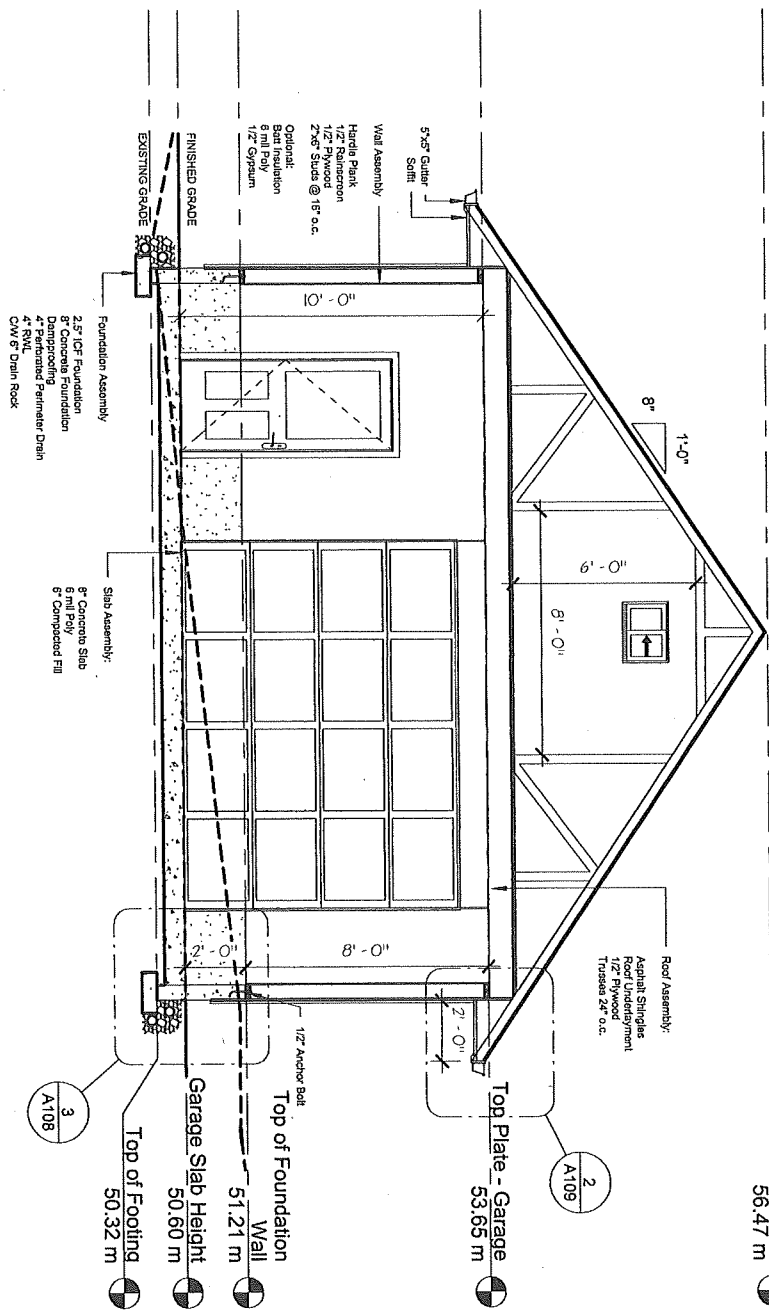 56.47 m
Roof Assembly:
Asphalt Shingles
Roof Underlayment
1/2" Plywood
Trusses 24" o.c.
8"
1'-0"
6' - 0"
8' - 0"
5"x5" Gutter
Soffit
2
A109
Top Plate - Garage
53.65 m
2' - 0"
Wall Assembly
Hardie Plank
1/2" Rainscreen
1/2" Plywood
2"x6" Studs @ 16" o.c.
Optional:
Batt Insulation
6 mil Poly
1/2" Gypsum
10' - 0"
8' - 0"
2' - 0"
1/2" Anchor Bolt
Top of Foundation
Wall
51.21 m
FINISHED GRADE
Garage Slab Height
50.60 m
EXISTING GRADE
Top of Footing
50.32 m
3
A108
Foundation Assembly
2.5" ICF Foundation
8" Concrete Foundation
Dampproofing
4" Perforated Perimeter Drain
4" RWL
C/W 6" Drain Rock
Slab Assembly:
6" Concrete Slab
6 mil Poly
6" Compacted Fill